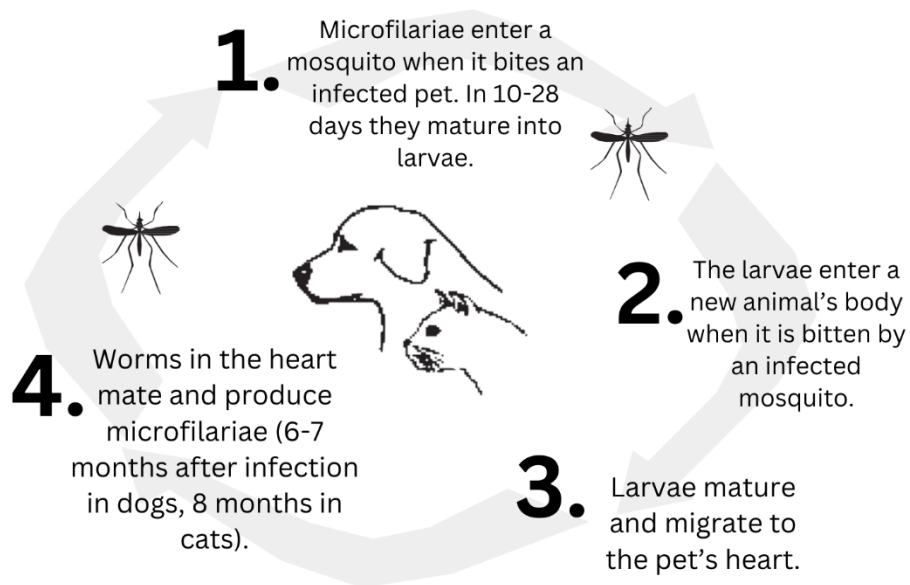 1.
Microfilariae enter a
mosquito when it bites an
infected pet. In 10-28
days they mature into
larvae.
2.
The larvae enter a
new animal’s body
when it is bitten by
an infected
mosquito.
3.
Larvae mature
and migrate to
the pet’s heart.
4.
Worms in the heart
mate and produce
microfilariae (6-7
months after infection
in dogs, 8 months in
cats).